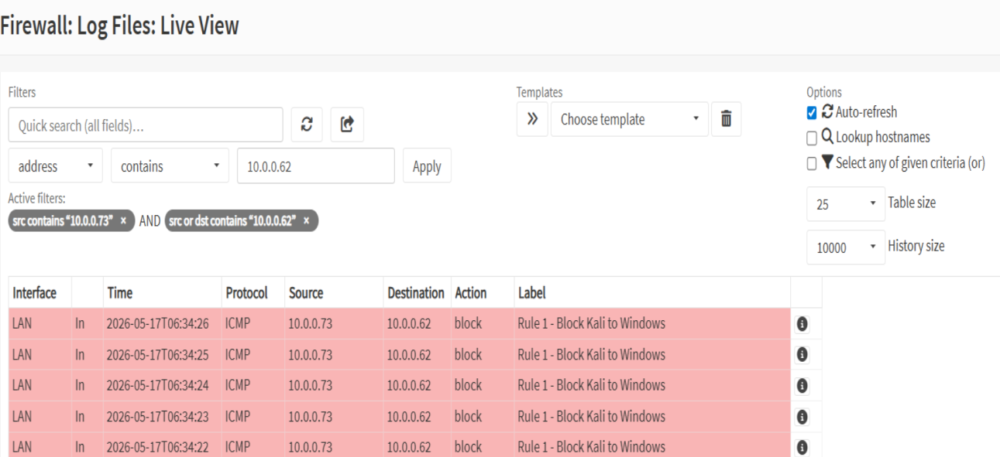 Firewall: Log Files: Live View
Filters
Templates
Options
Quick search (all fields)...
Choose template
Auto-refresh
Lookup hostnames
Select any of given criteria (or)
address contains 10.0.0.62 Apply
Active filters:
src contains “10.0.0.73” × AND src or dst contains “10.0.0.62” ×
25 Table size
10000 History size
Interface Time Protocol Source Destination Action Label
LAN In 2026-05-17T06:34:26 ICMP 10.0.0.73 10.0.0.62 block Rule 1 - Block Kali to Windows
LAN In 2026-05-17T06:34:25 ICMP 10.0.0.73 10.0.0.62 block Rule 1 - Block Kali to Windows
LAN In 2026-05-17T06:34:24 ICMP 10.0.0.73 10.0.0.62 block Rule 1 - Block Kali to Windows
LAN In 2026-05-17T06:34:23 ICMP 10.0.0.73 10.0.0.62 block Rule 1 - Block Kali to Windows
LAN In 2026-05-17T06:34:22 ICMP 10.0.0.73 10.0.0.62 block Rule 1 - Block Kali to Windows